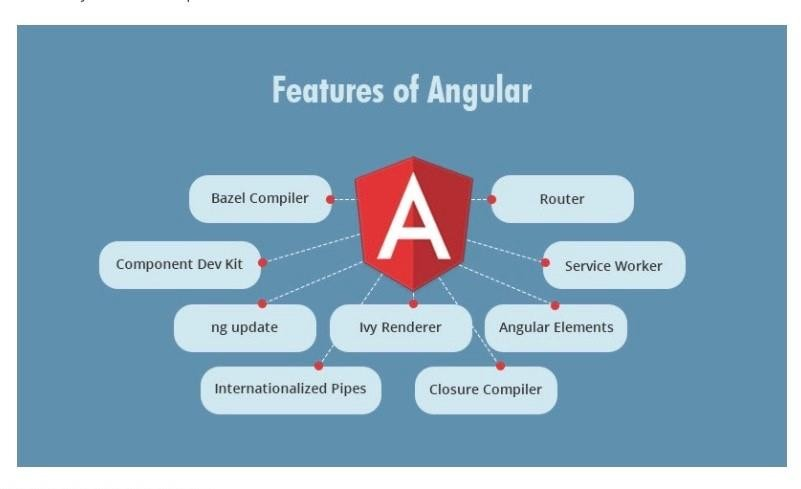 Features of Angular
Bazel Compiler
Router
Component Dev Kit
Service Worker
ng update
Ivy Renderer
Angular Elements
Internationalized Pipes
Closure Compiler